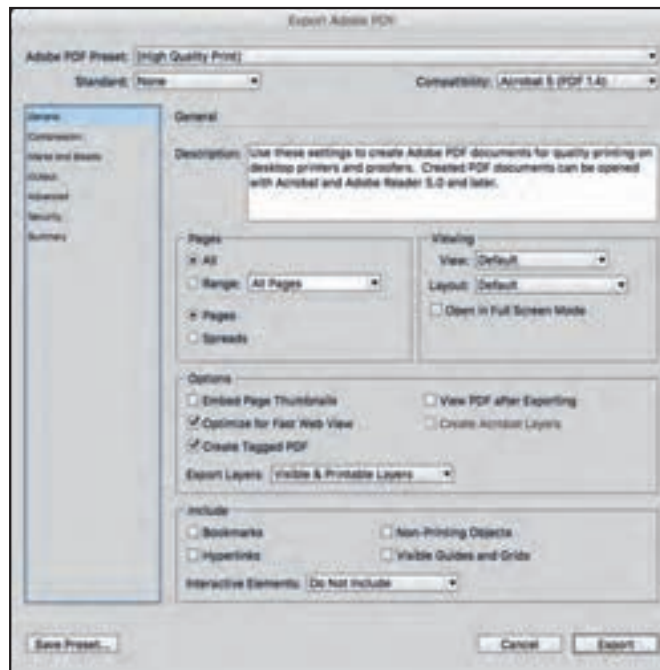 Export Adobe PDF
Adobe PDF Preset: [High Quality Print]
Standard: None Compatibility: Acrobat 5 (PDF 1.4)
General
Compression
Marks and Bleeds
Output
Advanced
Security
Summary
General
Description: Use these settings to create Adobe PDF documents for quality printing on
desktop printers and proofers. Created PDF documents can be opened
with Acrobat and Adobe Reader 5.0 and later.
Pages
All
Range: All Pages
Pages
Spreads
Viewing
View: Default
Layout: Default
Open in Full Screen Mode
Options
Embed Page Thumbnails
Optimize for Fast Web View
Create Tagged PDF
View PDF after Exporting
Create Acrobat Layers
Export Layers: Visible & Printable Layers
Include
Bookmarks
Hyperlinks
Non-Printing Objects
Visible Guides and Grids
Interactive Elements: Do Not Include
Save Preset... Cancel Export